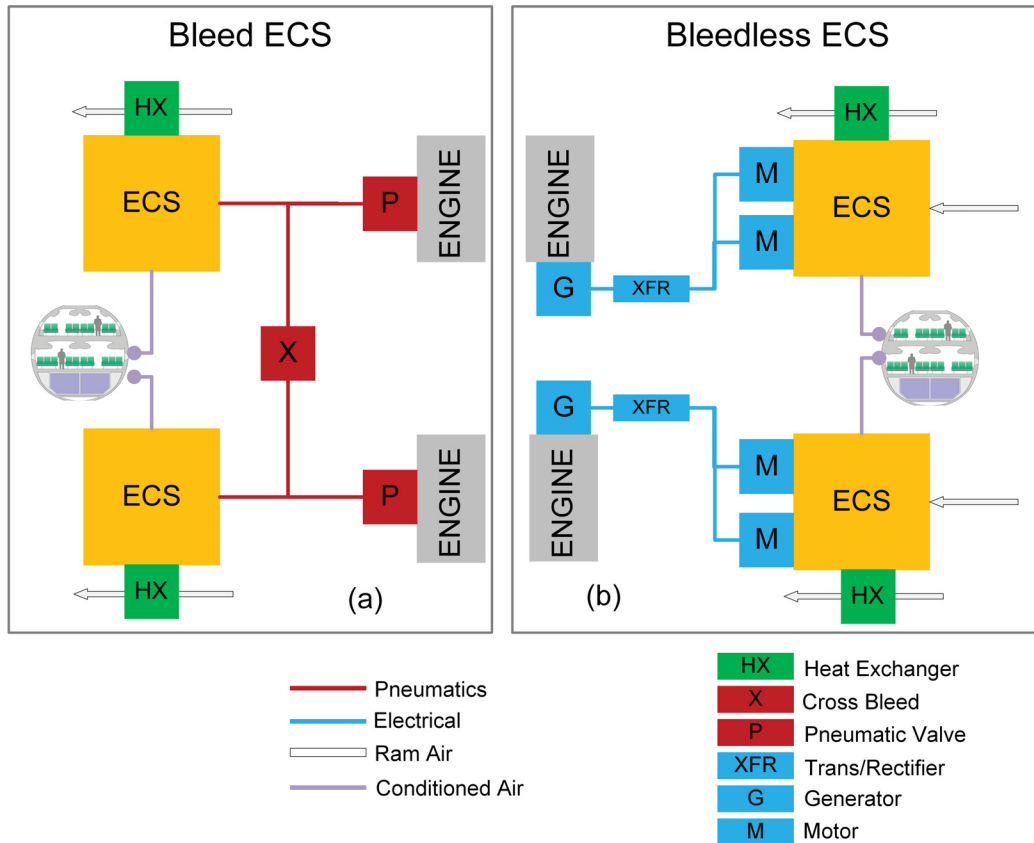 Bleed ECS
HX
ECS
P
ENGINE
X
ECS
P
ENGINE
HX
(a)
Bleedless ECS
HX
ENGINE
M
ECS
M
G
XFR
G
XFR
ENGINE
M
ECS
M
HX
(b)
Pneumatics
Electrical
Ram Air
Conditioned Air
HX Heat Exchanger
X Cross Bleed
P Pneumatic Valve
XFR Trans/Rectifier
G Generator
M Motor